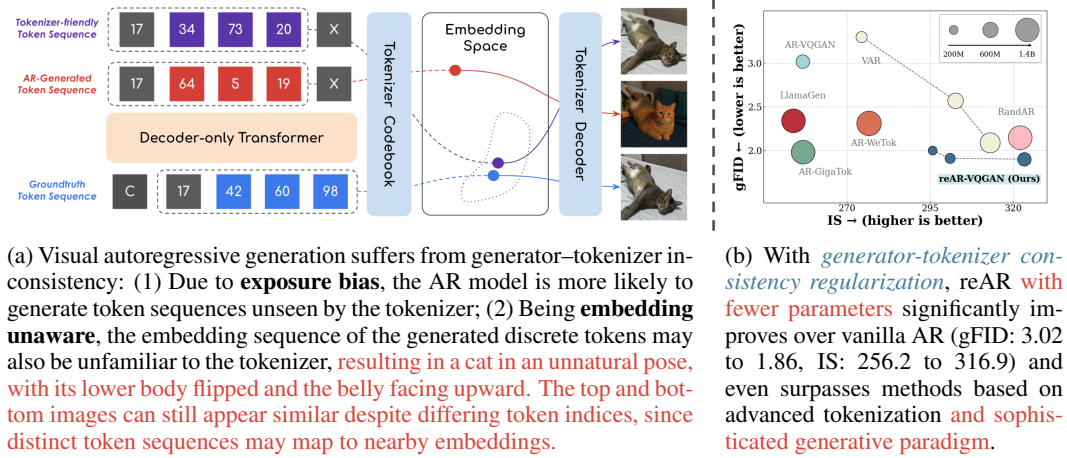 Tokenizer-friendly
Token Sequence
17 34 73 20 X
AR-Generated
Token Sequence
17 64 5 19 X
Decoder-only Transformer
Groundtruth
Token Sequence
C 17 42 60 98
Tokenizer Codebook
Embedding
Space
Tokenizer Decoder
gFID ← (lower is better)
3.0
2.5
2.0
AR-VQGAN
VAR
200M 600M 1.4B
LlamaGen
AR-WeTok
RandAR
AR-GigaTok
reAR-VQGAN (Ours)
270 295 320
IS → (higher is better)
(a) Visual autoregressive generation suffers from generator–tokenizer in-
consistency: (1) Due to exposure bias, the AR model is more likely to
generate token sequences unseen by the tokenizer; (2) Being embedding
unaware, the embedding sequence of the generated discrete tokens may
also be unfamiliar to the tokenizer, resulting in a cat in an unnatural pose,
with its lower body flipped and the belly facing upward. The top and bot-
tom images can still appear similar despite differing token indices, since
distinct token sequences may map to nearby embeddings.
(b) With generator-tokenizer con-
sistency regularization, reAR with
fewer parameters significantly im-
proves over vanilla AR (gFID: 3.02
to 1.86, IS: 256.2 to 316.9) and
even surpasses methods based on
advanced tokenization and sophis-
ticated generative paradigm.